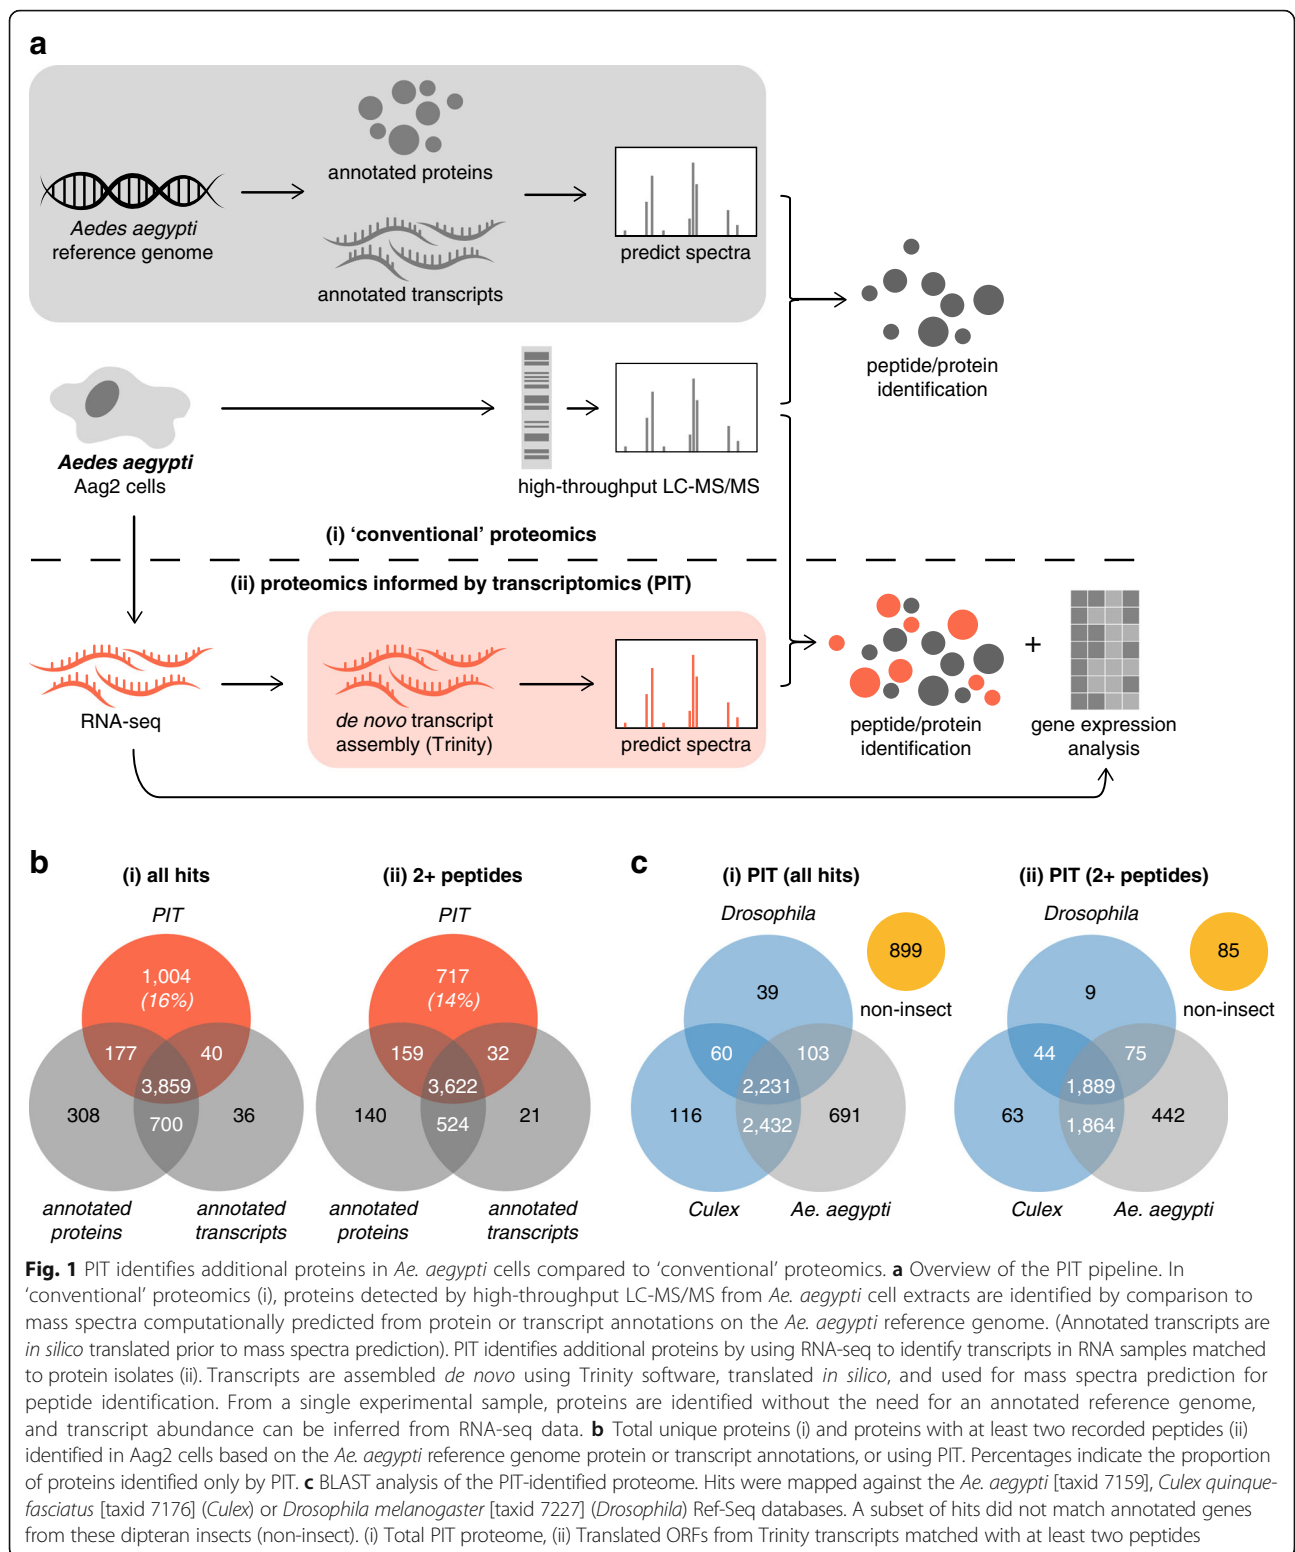 a
annotated proteins
Aedes aegypti
reference genome
annotated transcripts
predict spectra
peptide/protein
identification
Aedes aegypti
Aag2 cells
high-throughput LC-MS/MS
(i) ‘conventional’ proteomics
(ii) proteomics informed by transcriptomics (PIT)
RNA-seq
de novo transcript
assembly (Trinity)
predict spectra
+
peptide/protein
identification
gene expression
analysis
b
(i) all hits
PIT
1,004
(16%)
177
40
3,859
308
700
36
annotated
proteins
annotated
transcripts
(ii) 2+ peptides
PIT
717
(14%)
159
32
3,622
140
524
21
annotated
proteins
annotated
transcripts
c
(i) PIT (all hits)
Drosophila
899
non-insect
39
60
103
2,231
116
2,432
691
Culex
Ae. aegypti
(ii) PIT (2+ peptides)
Drosophila
85
non-insect
9
44
75
1,889
63
1,864
442
Culex
Ae. aegypti
Fig. 1 PIT identifies additional proteins in Ae. aegypti cells compared to ‘conventional’ proteomics. a Overview of the PIT pipeline. In
‘conventional’ proteomics (i), proteins detected by high-throughput LC-MS/MS from Ae. aegypti cell extracts are identified by comparison to
mass spectra computationally predicted from protein or transcript annotations on the Ae. aegypti reference genome. (Annotated transcripts are
in silico translated prior to mass spectra prediction). PIT identifies additional proteins by using RNA-seq to identify transcripts in RNA samples matched
to protein isolates (ii). Transcripts are assembled de novo using Trinity software, translated in silico, and used for mass spectra prediction for
peptide identification. From a single experimental sample, proteins are identified without the need for an annotated reference genome,
and transcript abundance can be inferred from RNA-seq data. b Total unique proteins (i) and proteins with at least two recorded peptides (ii)
identified in Aag2 cells based on the Ae. aegypti reference genome protein or transcript annotations, or using PIT. Percentages indicate the proportion
of proteins identified only by PIT. c BLAST analysis of the PIT-identified proteome. Hits were mapped against the Ae. aegypti [taxid 7159], Culex quinque-
fasciatus [taxid 7176] (Culex) or Drosophila melanogaster [taxid 7227] (Drosophila) Ref-Seq databases. A subset of hits did not match annotated genes
from these dipteran insects (non-insect). (i) Total PIT proteome, (ii) Translated ORFs from Trinity transcripts matched with at least two peptides